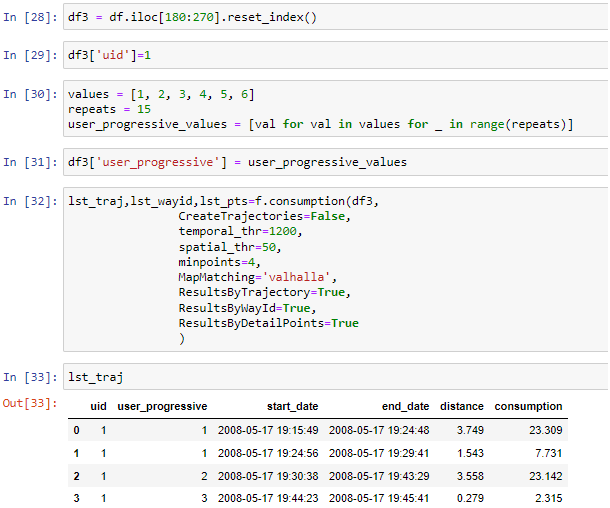 In [28]: df3 = df.iloc[180:270].reset_index()
In [29]: df3['uid']=1
In [30]: values = [1, 2, 3, 4, 5, 6]
repeats = 15
user_progressive_values = [val for val in values for _ in range(repeats)]
In [31]: df3['user_progressive'] = user_progressive_values
In [32]: lst_traj,lst_wayid,lst_pts=f.consumption(df3,
CreateTrajectories=False,
temporal_thr=1200,
spatial_thr=50,
minpoints=4,
MapMatching='valhalla',
ResultsByTrajectory=True,
ResultsByWayId=True,
ResultsByDetailPoints=True
)
In [33]: lst_traj
Out[33]:
uid user_progressive start_date end_date distance consumption
0 1 1 2008-05-17 19:15:49 2008-05-17 19:24:48 3.749 23.309
1 1 1 2008-05-17 19:24:56 2008-05-17 19:29:41 1.543 7.731
2 1 2 2008-05-17 19:30:38 2008-05-17 19:43:29 3.558 23.142
3 1 3 2008-05-17 19:44:23 2008-05-17 19:45:41 0.279 2.315